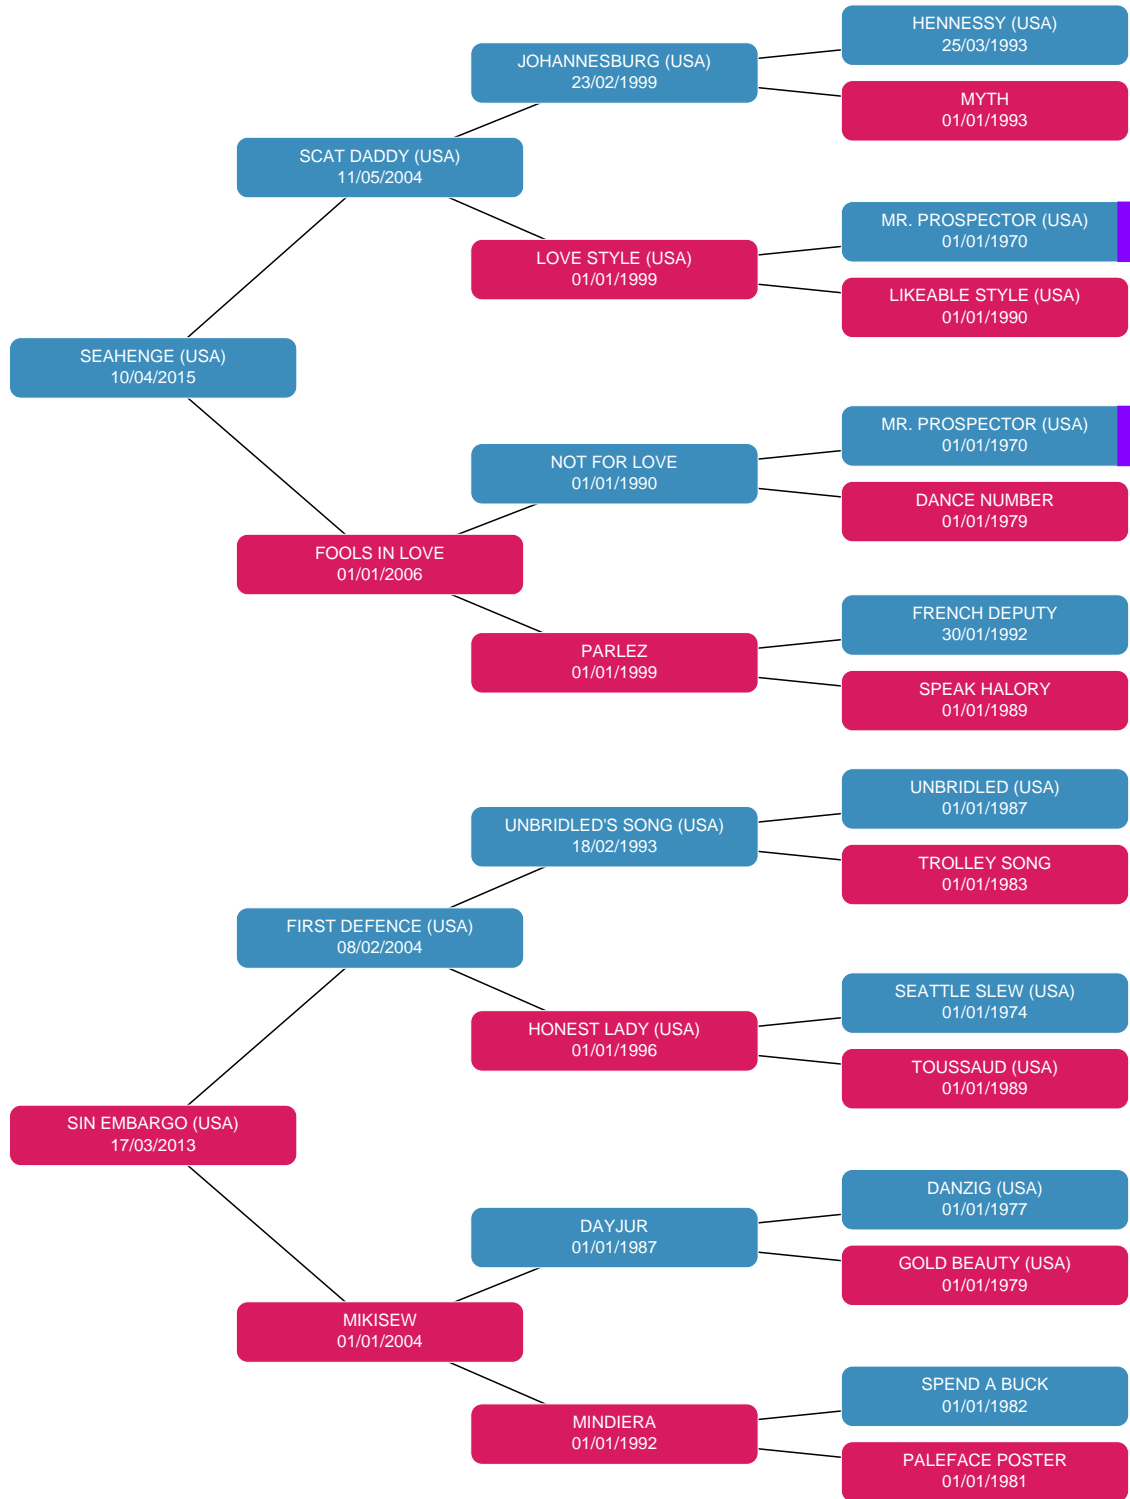 HENNESSY (USA)
25/03/1993
JOHANNESBURG (USA)
23/02/1999
MYTH
01/01/1993
SCAT DADDY (USA)
11/05/2004
MR. PROSPECTOR (USA)
01/01/1970
LOVE STYLE (USA)
01/01/1999
LIKEABLE STYLE (USA)
01/01/1990
SEAHENGE (USA)
10/04/2015
MR. PROSPECTOR (USA)
01/01/1970
NOT FOR LOVE
01/01/1990
DANCE NUMBER
01/01/1979
FOOLS IN LOVE
01/01/2006
FRENCH DEPUTY
30/01/1992
PARLEZ
01/01/1999
SPEAK HALORY
01/01/1989
UNBRIDLED (USA)
01/01/1987
UNBRIDLED'S SONG (USA)
18/02/1993
TROLLEY SONG
01/01/1983
FIRST DEFENCE (USA)
08/02/2004
SEATTLE SLEW (USA)
01/01/1974
HONEST LADY (USA)
01/01/1996
TOUSSAUD (USA)
01/01/1989
SIN EMBARGO (USA)
17/03/2013
DANZIG (USA)
01/01/1977
DAYJUR
01/01/1987
GOLD BEAUTY (USA)
01/01/1979
MIKISEW
01/01/2004
SPEND A BUCK
01/01/1982
MINDIERA
01/01/1992
PALEFACE POSTER
01/01/1981